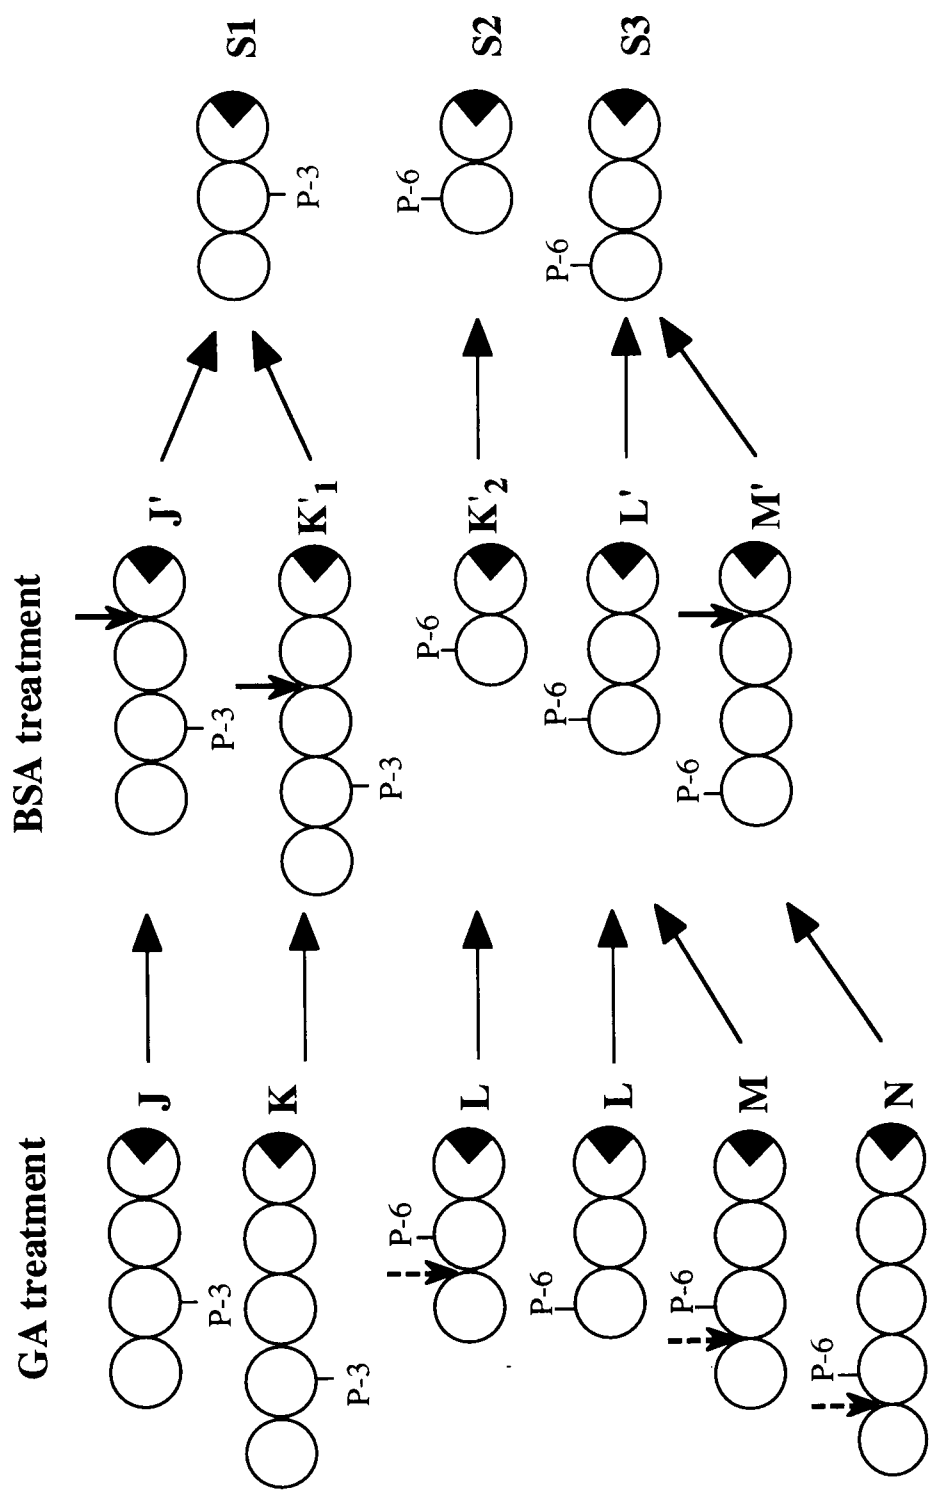 GA treatment
BSA treatment
P-3
J
P-3
J'
P-3
S1
P-3
K
P-3
K'1
P-6
L
P-6
K'2
P-6
S2
P-6
L
P-6
L'
P-6
S3
P-6
M
P-6
M'
P-6
N